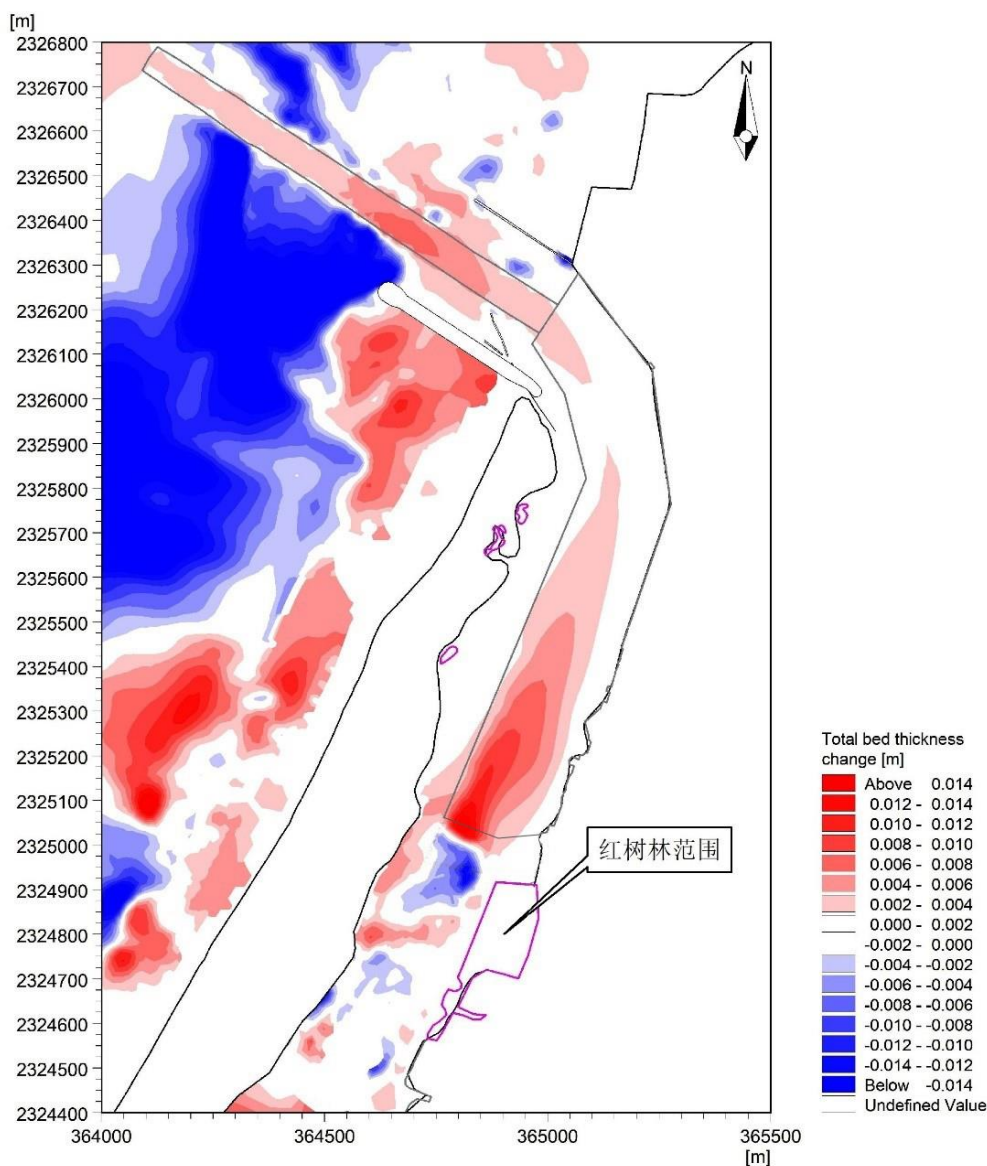 [m]
2326800
2326700
2326600
2326500
2326400
2326300
2326200
2326100
2326000
2325900
2325800
2325700
2325600
2325500
2325400
2325300
2325200
2325100
2325000
2324900
2324800
2324700
2324600
2324500
2324400
N
红树林范围
364000 364500 365000 365500
[m]
Total bed thickness
change [m]
Above 0.014
0.012 - 0.014
0.010 - 0.012
0.008 - 0.010
0.006 - 0.008
0.004 - 0.006
0.002 - 0.004
0.000 - 0.002
-0.002 - 0.000
-0.004 - -0.002
-0.006 - -0.004
-0.008 - -0.006
-0.010 - -0.008
-0.012 - -0.010
-0.014 - -0.012
Below -0.014
Undefined Value